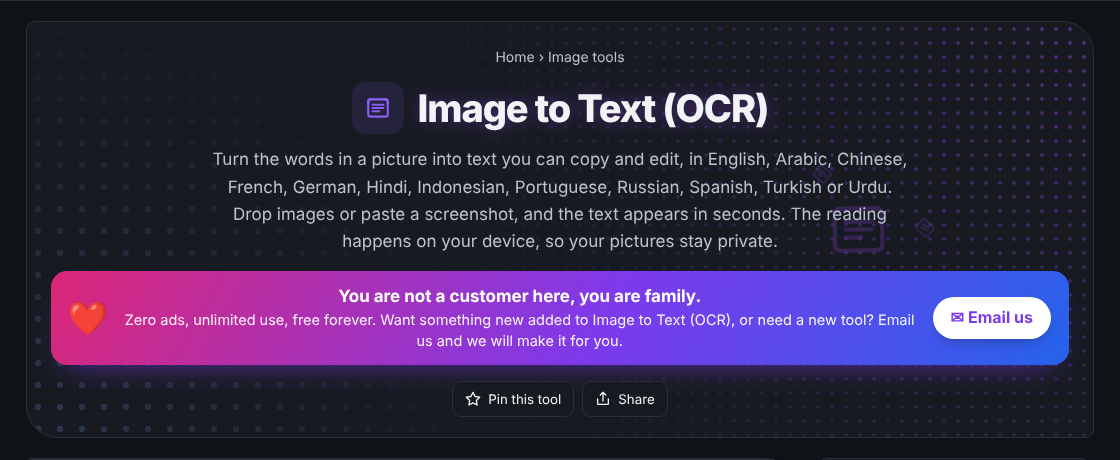 Home › Image tools
Image to Text (OCR)
Turn the words in a picture into text you can copy and edit, in English, Arabic, Chinese,
French, German, Hindi, Indonesian, Portuguese, Russian, Spanish, Turkish or Urdu.
Drop images or paste a screenshot, and the text appears in seconds. The reading
happens on your device, so your pictures stay private.
You are not a customer here, you are family.
Zero ads, unlimited use, free forever. Want something new added to Image to Text (OCR), or need a new tool? Email
us and we will make it for you.
✉ Email us
Pin this tool
Share